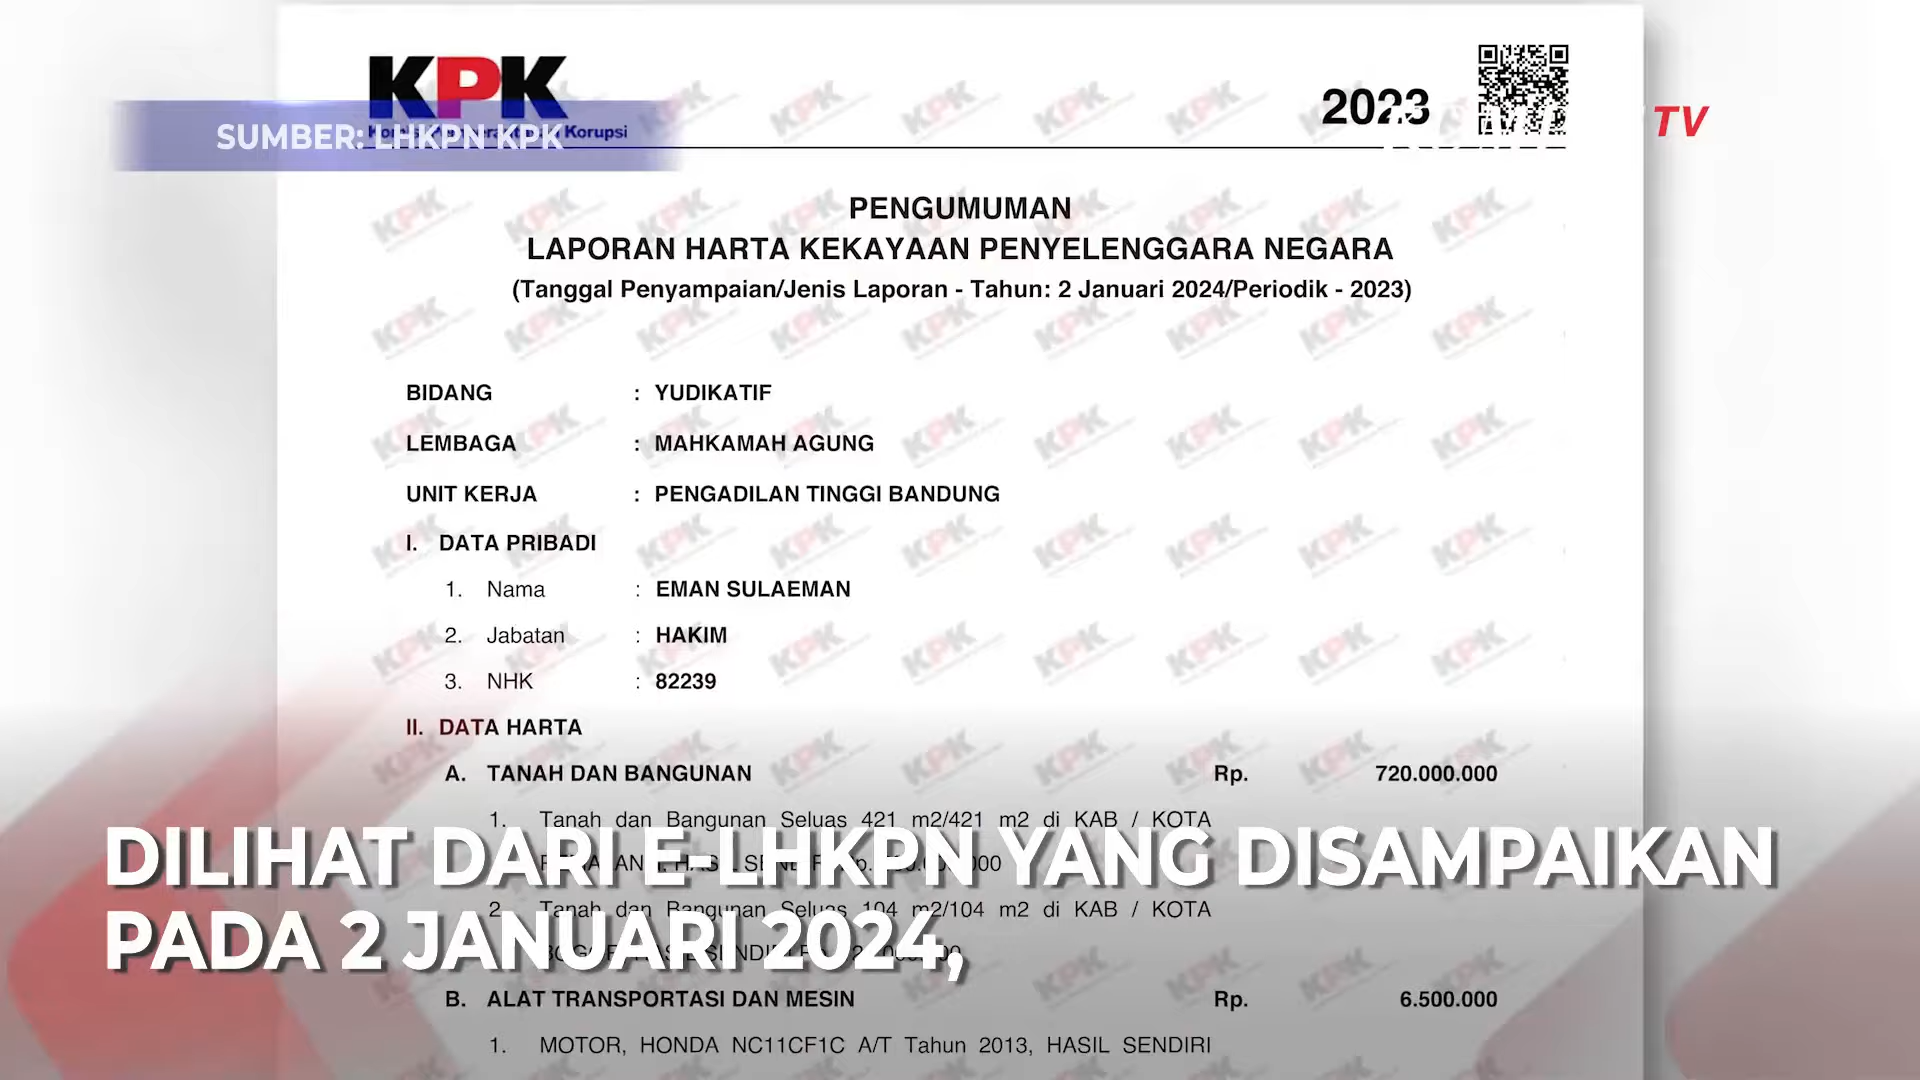 KPK
Korupsi
2023
TV
SUMBER: LHKPN KPK
PENGUMUMAN
LAPORAN HARTA KEKAYAAN PENYELENGGARA NEGARA
(Tanggal Penyampaian/Jenis Laporan - Tahun: 2 Januari 2024/Periodik - 2023)
BIDANG : YUDIKATIF
LEMBAGA : MAHKAMAH AGUNG
UNIT KERJA : PENGADILAN TINGGI BANDUNG
I. DATA PRIBADI
1. Nama : EMAN SULAEMAN
2. Jabatan : HAKIM
3. NHK : 82239
II. DATA HARTA
A. TANAH DAN BANGUNAN Rp. 720.000.000
1. Tanah dan Bangunan Seluas 421 m2/421 m2 di KAB / KOTA
DILIHAT DARI E-LHKPN YANG DISAMPAIKAN
2. Tanah dan Bangunan Seluas 104 m2/104 m2 di KAB / KOTA
PADA 2 JANUARI 2024,
B. ALAT TRANSPORTASI DAN MESIN Rp. 6.500.000
1. MOTOR, HONDA NC11CF1C A/T Tahun 2013, HASIL SENDIRI